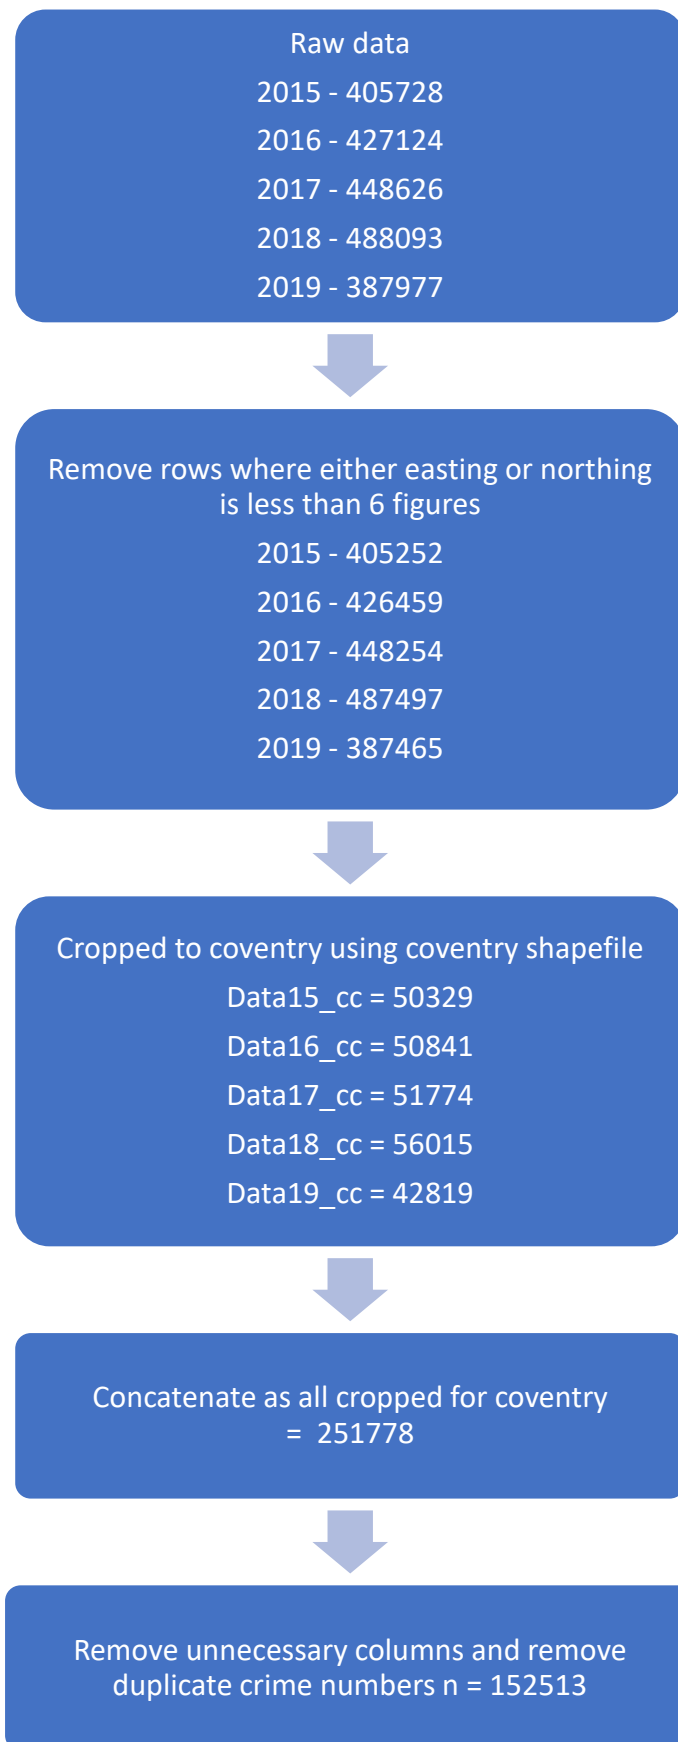 Raw data
2015 - 405728
2016 - 427124
2017 - 448626
2018 - 488093
2019 - 387977
Remove rows where either easting or northing
is less than 6 figures
2015 - 405252
2016 - 426459
2017 - 448254
2018 - 487497
2019 - 387465
Cropped to coventry using coventry shapefile
Data15_cc = 50329
Data16_cc = 50841
Data17_cc = 51774
Data18_cc = 56015
Data19_cc = 42819
Concatenate as all cropped for coventry
= 251778
Remove unnecessary columns and remove
duplicate crime numbers n = 152513